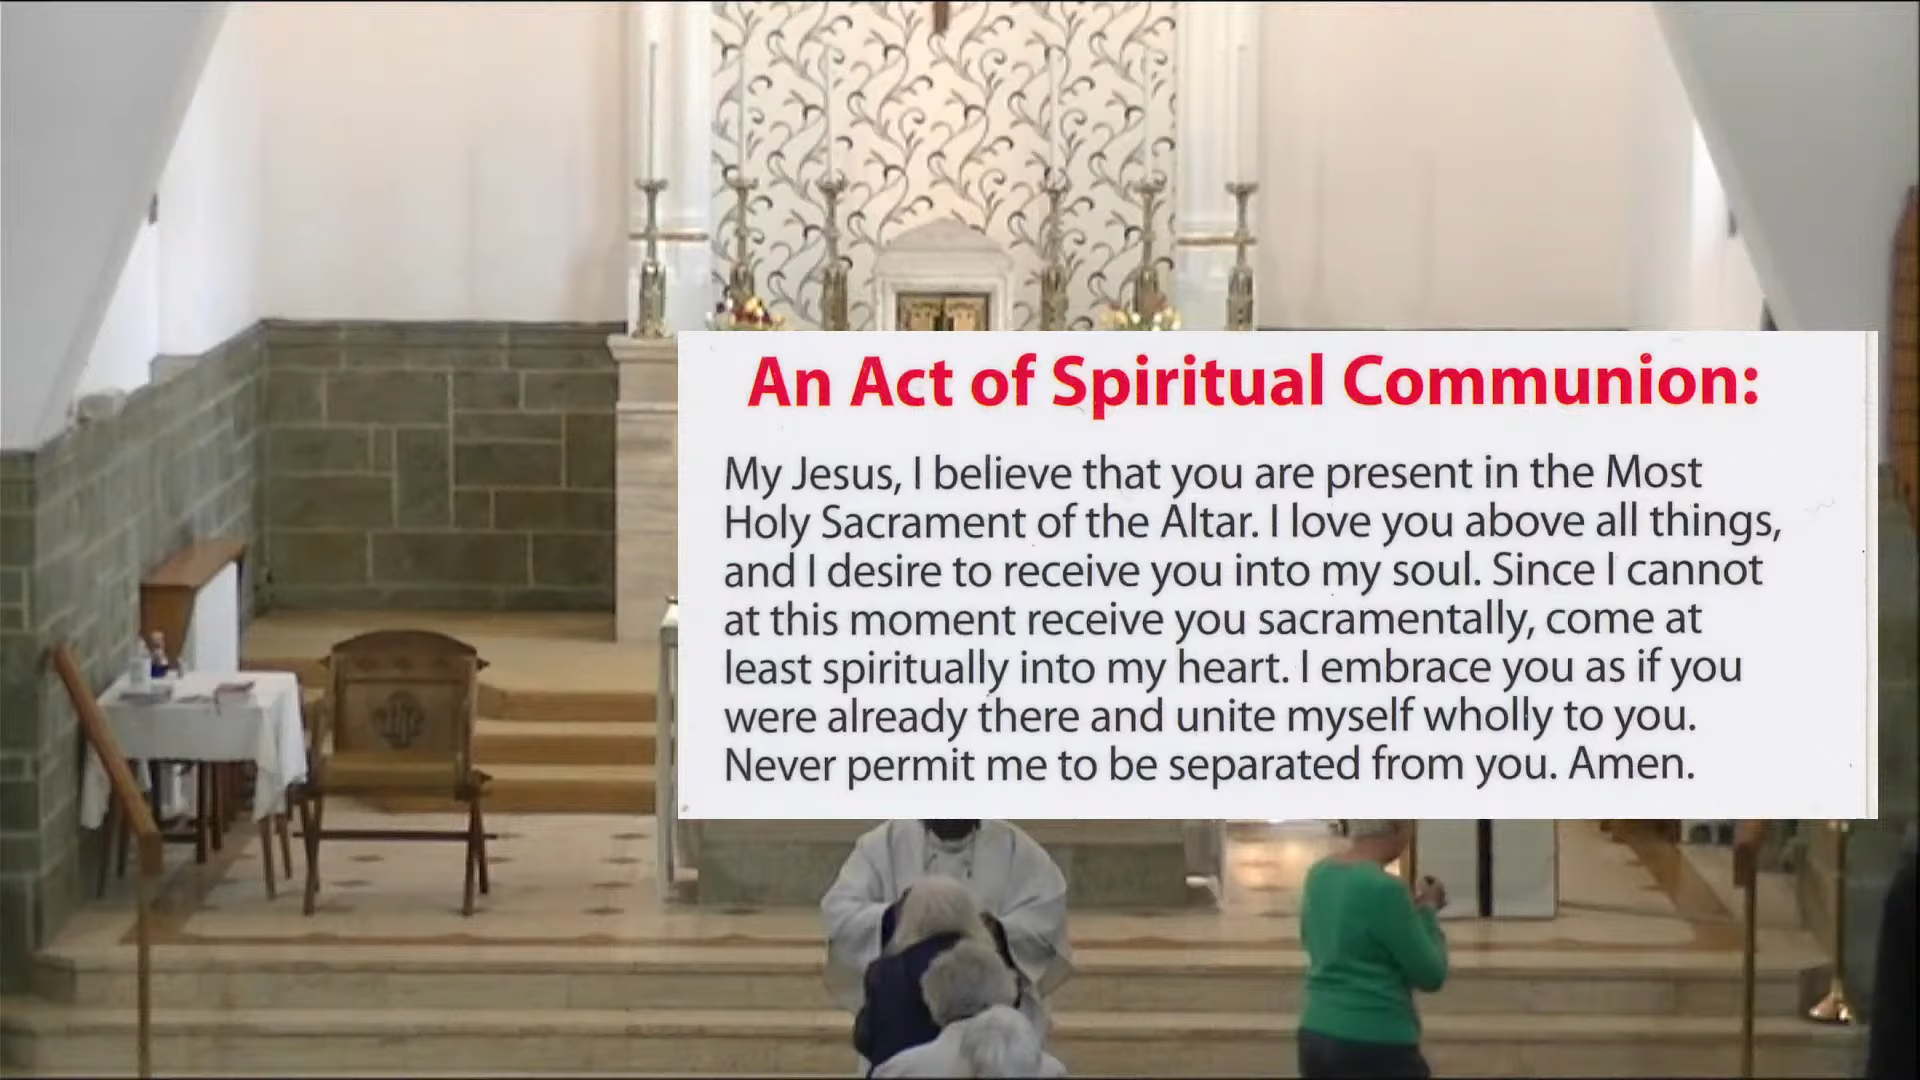 An Act of Spiritual Communion:
My Jesus, I believe that you are present in the Most
Holy Sacrament of the Altar. I love you above all things,
and I desire to receive you into my soul. Since I cannot
at this moment receive you sacramentally, come at
least spiritually into my heart. I embrace you as if you
were already there and unite myself wholly to you.
Never permit me to be separated from you. Amen.